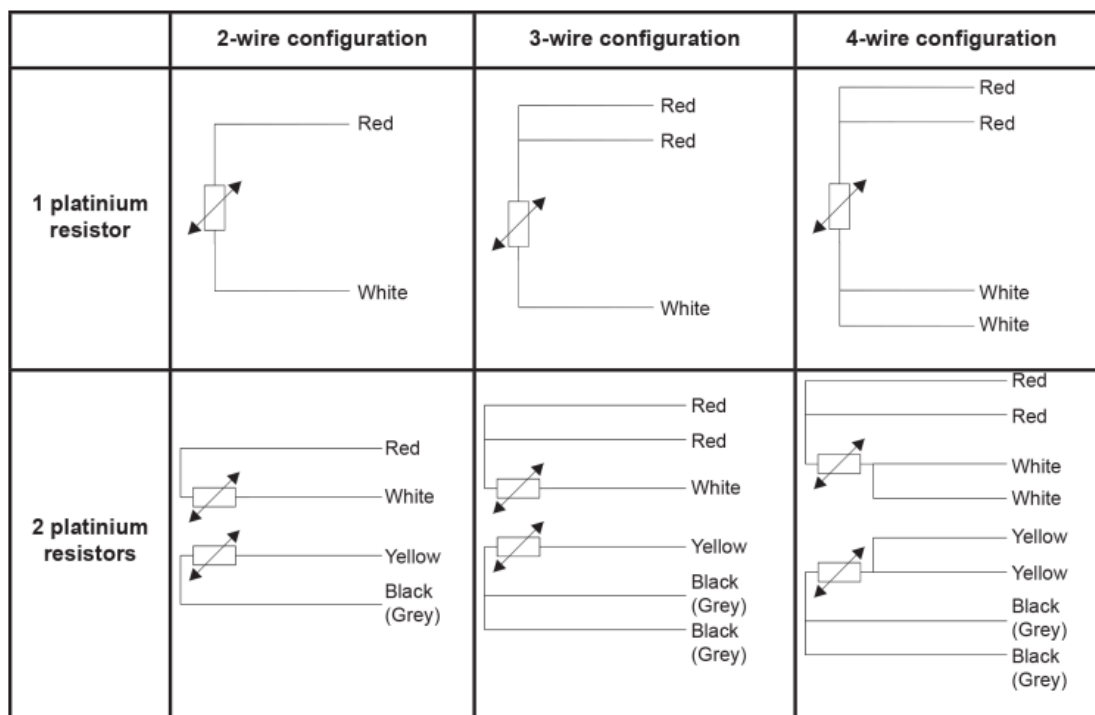 2-wire configuration
3-wire configuration
4-wire configuration
1 platinium
resistor
Red
White
Red
Red
White
Red
Red
White
White
2 platinium
resistors
Red
White
Yellow
Black
(Grey)
Red
Red
White
Yellow
Black
(Grey)
Black
(Grey)
Red
Red
White
White
Yellow
Yellow
Black
(Grey)
Black
(Grey)